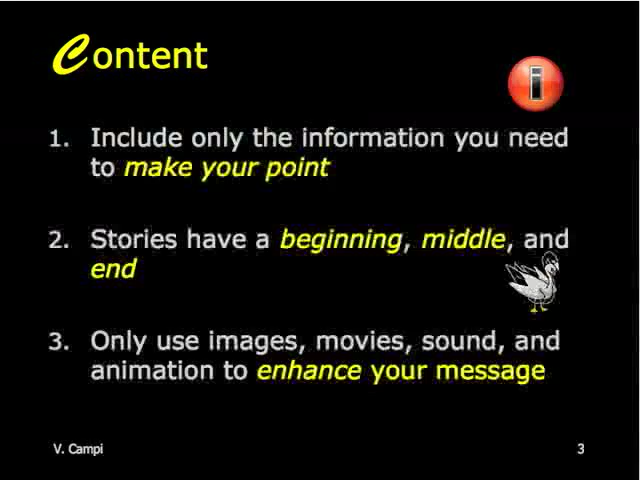 Content
i
1. Include only the information you need
to make your point
2. Stories have a beginning, middle, and
end
3. Only use images, movies, sound, and
animation to enhance your message
V. Campi
3